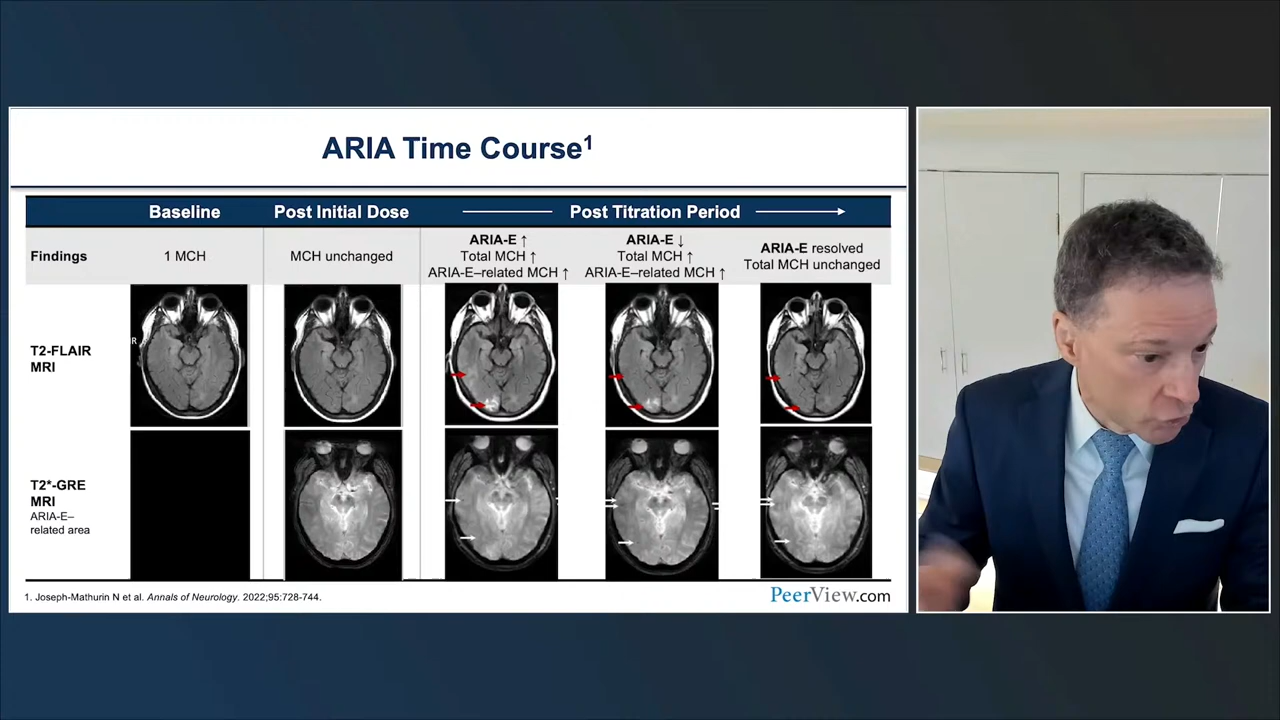 ARIA Time Course1
Baseline
Post Initial Dose
Post Titration Period
Findings
1 MCH
MCH unchanged
ARIA-E ↑
Total MCH ↑
ARIA-E–related MCH ↑
ARIA-E ↓
Total MCH ↑
ARIA-E–related MCH ↑
ARIA-E resolved
Total MCH unchanged
T2-FLAIR
MRI
R
T2*-GRE
MRI
ARIA-E–
related area
1. Joseph-Mathurin N et al. Annals of Neurology. 2022;95:728-744.
PeerView.com